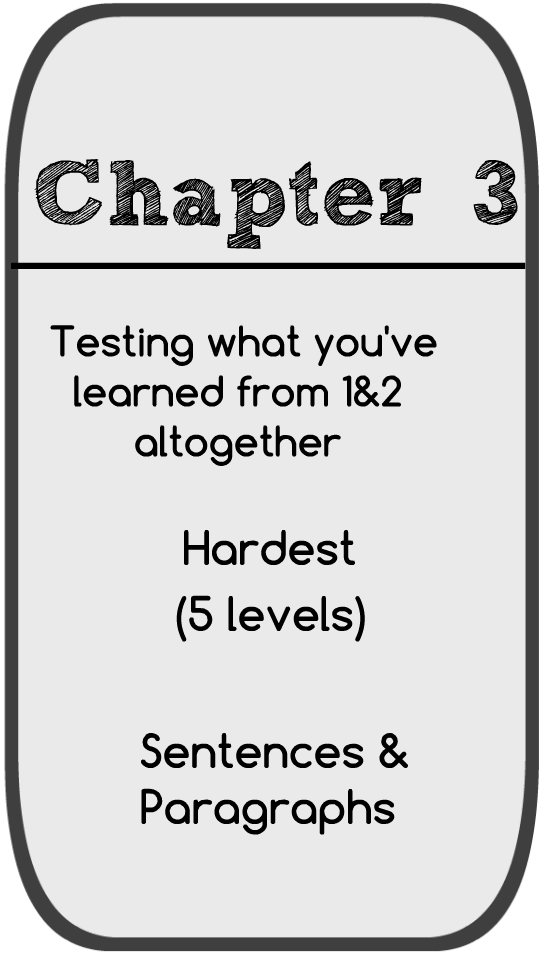 Chapter 3
Testing what you've
learned from 1&2
altogether
Hardest
(5 levels)
Sentences &
Paragraphs